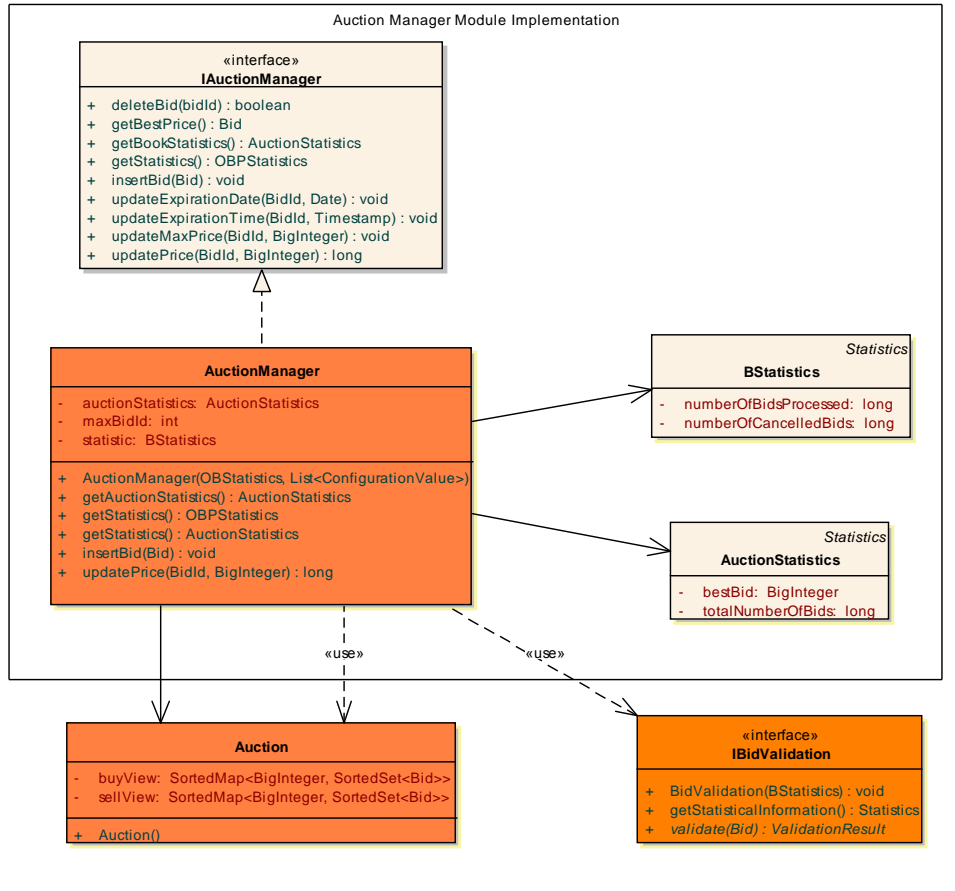 Auction Manager Module Implementation
«interface»
IAuctionManager
+ deleteBid(bidId) : boolean
+ getBestPrice() : Bid
+ getBookStatistics() : AuctionStatistics
+ getStatistics() : OBPStatistics
+ insertBid(Bid) : void
+ updateExpirationDate(BidId, Date) : void
+ updateExpirationTime(BidId, Timestamp) : void
+ updateMaxPrice(BidId, BigInteger) : void
+ updatePrice(BidId, BigInteger) : long
AuctionManager
- auctionStatistics: AuctionStatistics
- maxBidId: int
- statistic: BStatistics
+ AuctionManager(OBStatistics, List<ConfigurationValue>)
+ getAuctionStatistics() : AuctionStatistics
+ getStatistics() : OBPStatistics
+ getStatistics() : AuctionStatistics
+ insertBid(Bid) : void
+ updatePrice(BidId, BigInteger) : long
Statistics
BStatistics
- numberOfBidsProcessed: long
- numberOfCancelledBids: long
Statistics
AuctionStatistics
- bestBid: BigInteger
- totalNumberOfBids: long
«use»
«use»
Auction
- buyView: SortedMap<BigInteger, SortedSet<Bid>>
- sellView: SortedMap<BigInteger, SortedSet<Bid>>
+ Auction()
«interface»
IBidValidation
+ BidValidation(BStatistics) : void
+ getStatisticalInformation() : Statistics
+ validate(Bid) : ValidationResult